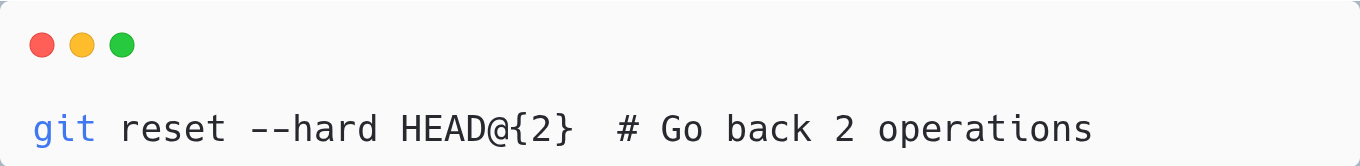 git reset --hard HEAD@{2}  # Go back 2 operations